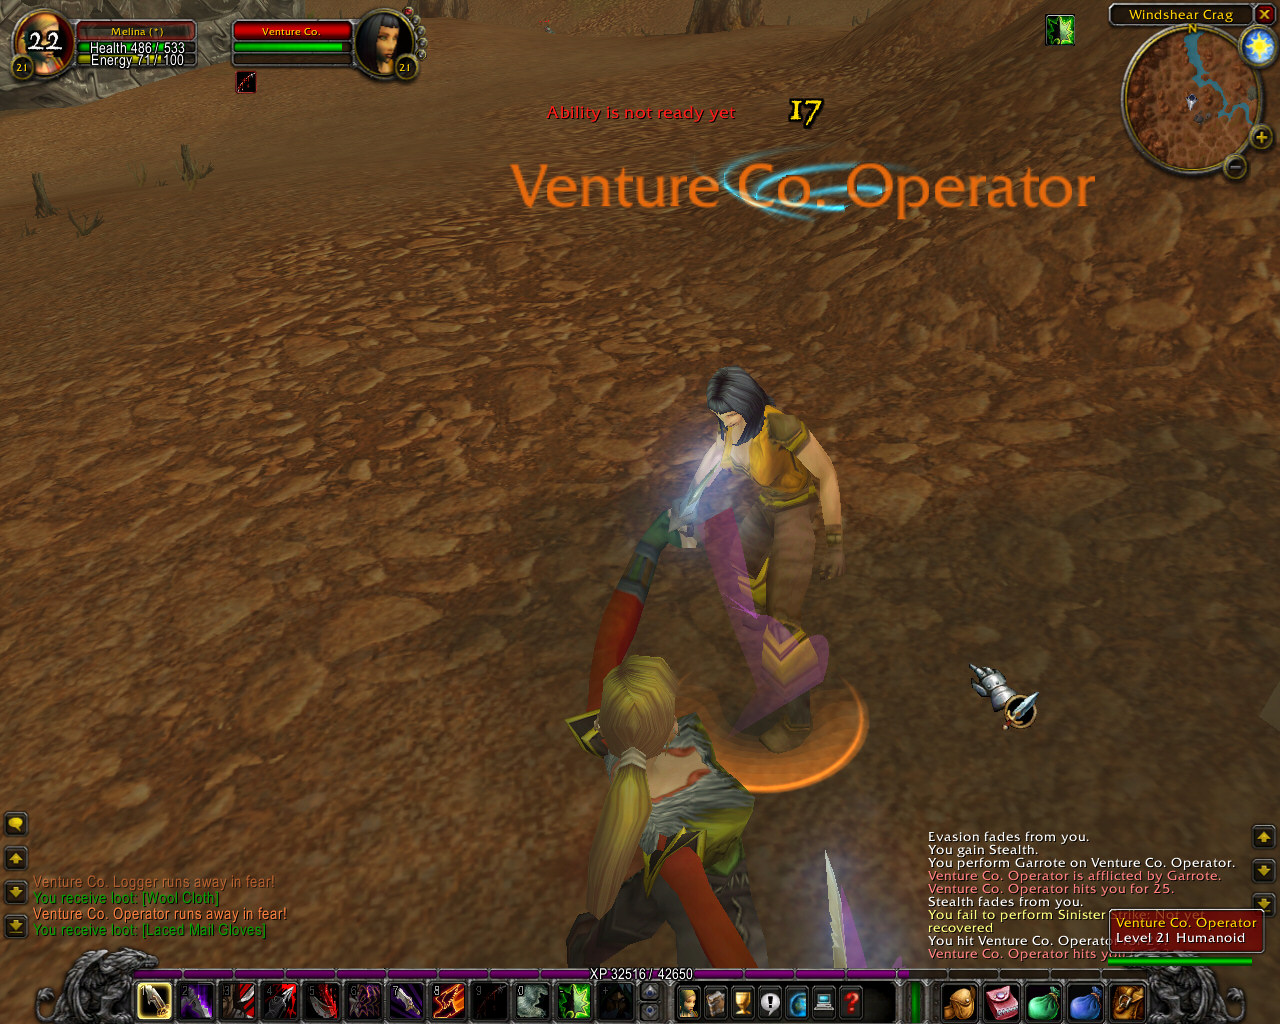 22
Melina (*)
Health 486 / 533
Energy 71 / 100
21
Venture Co.
21
Windshear Crag
N
Ability is not ready yet
17
Venture Co. Operator
Venture Co. Logger runs away in fear!
You receive loot: [Wool Cloth]
Venture Co. Operator runs away in fear!
You receive loot: [Laced Mail Gloves]
Evasion fades from you.
You gain Stealth.
You perform Garrote on Venture Co. Operator.
Venture Co. Operator is afflicted by Garrote.
Venture Co. Operator hits you for 25.
Stealth fades from you.
You fail to perform Sinister Strike: Not yet
recovered
You hit Venture Co. Operator
Venture Co. Operator hits you
Venture Co. Operator
Level 21 Humanoid
XP 32516 / 42650